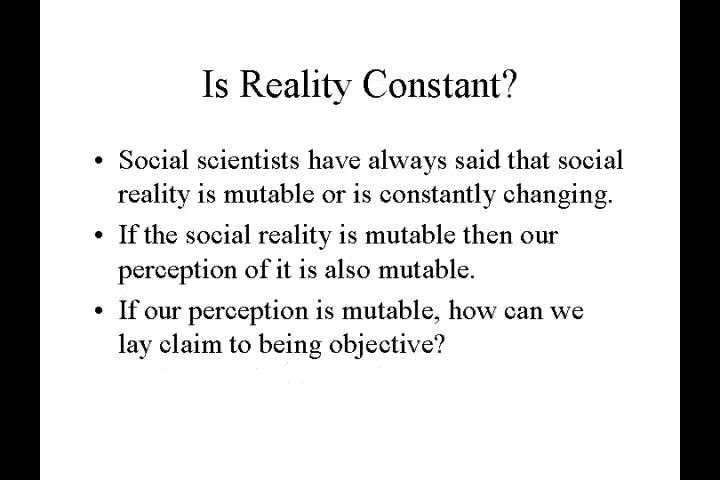 Is Reality Constant?
• Social scientists have always said that social
reality is mutable or is constantly changing.
• If the social reality is mutable then our
perception of it is also mutable.
• If our perception is mutable, how can we
lay claim to being objective?